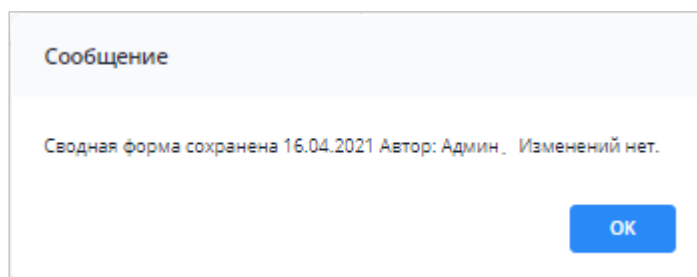 Сообщение
Сводная форма сохранена 16.04.2021 Автор: Админ. Изменений нет.
OK